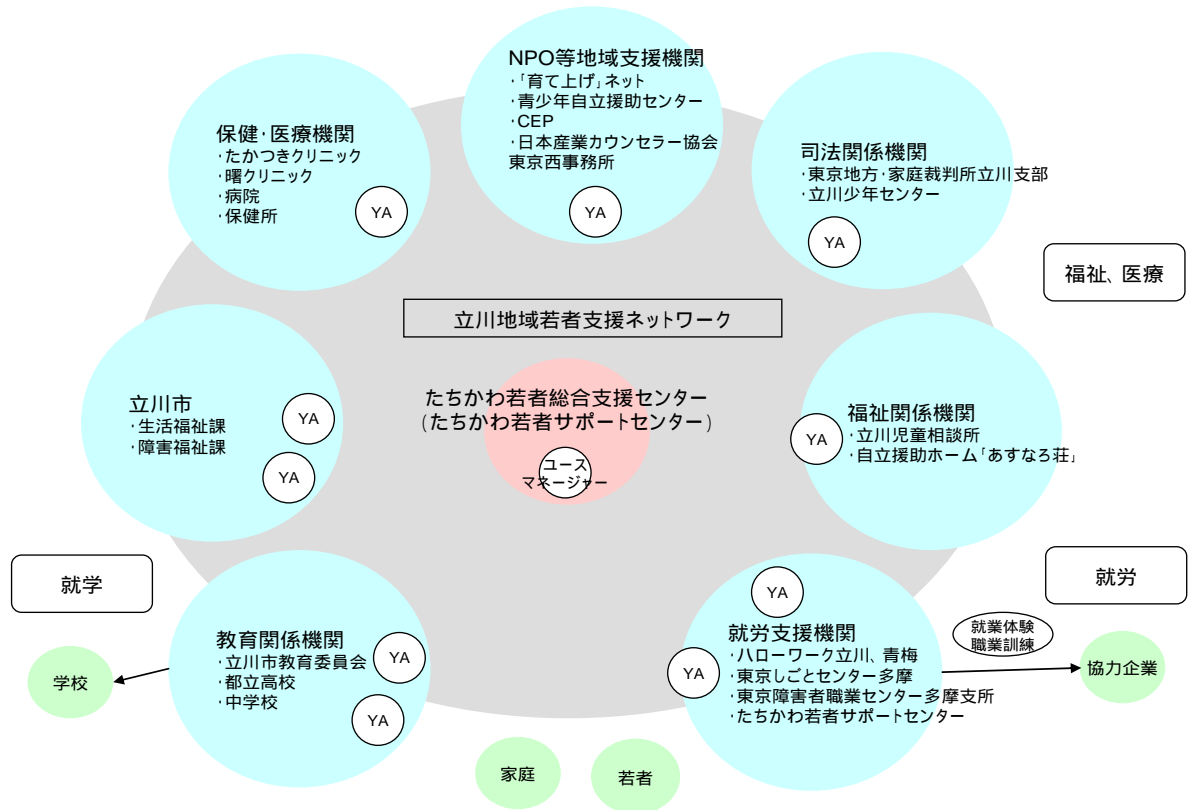 NPO等地域支援機関
・「育て上げ」ネット
・青少年自立援助センター
・CEP
・日本産業カウンセラー協会
東京西事務所
YA
保健・医療機関
・たかつきクリニック
・曙クリニック
・病院
・保健所
YA
司法関係機関
・東京地方・家庭裁判所立川支部
・立川少年センター
YA
福祉、医療
立川地域若者支援ネットワーク
たちかわ若者総合支援センター
(たちかわ若者サポートセンター)
ユース
マネージャー
立川市
・生活福祉課
・障害福祉課
YA
YA
福祉関係機関
・立川児童相談所
・自立援助ホーム「あすなろ荘」
YA
就学
就労
教育関係機関
・立川市教育委員会
・都立高校
・中学校
YA
YA
学校
YA
就労支援機関
・ハローワーク立川、青梅
・東京しごとセンター多摩
・東京障害者職業センター多摩支所
・たちかわ若者サポートセンター
YA
就業体験
職業訓練
協力企業
家庭
若者